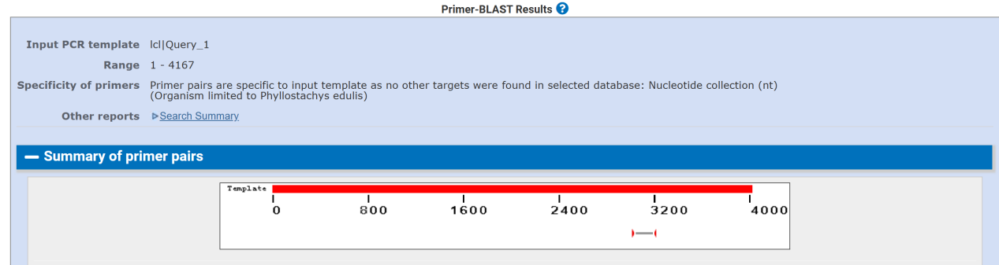 Primer-BLAST Results ?
Input PCR template lcl|Query_1
Range 1 - 4167
Specificity of primers Primer pairs are specific to input template as no other targets were found in selected database: Nucleotide collection (nt)
(Organism limited to Phyllostachys edulis)
Other reports Search Summary
Summary of primer pairs
Template
0 800 1600 2400 3200 4000